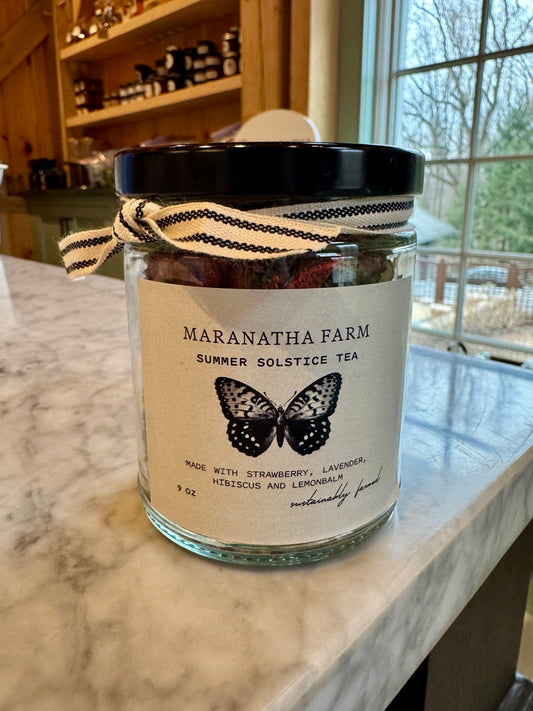 MARANATHA FARM
SUMMER SOLSTICE TEA
MADE WITH STRAWBERRY, LAVENDER,
HIBISCUS AND LEMONBALM
9 OZ
sustainably farmed